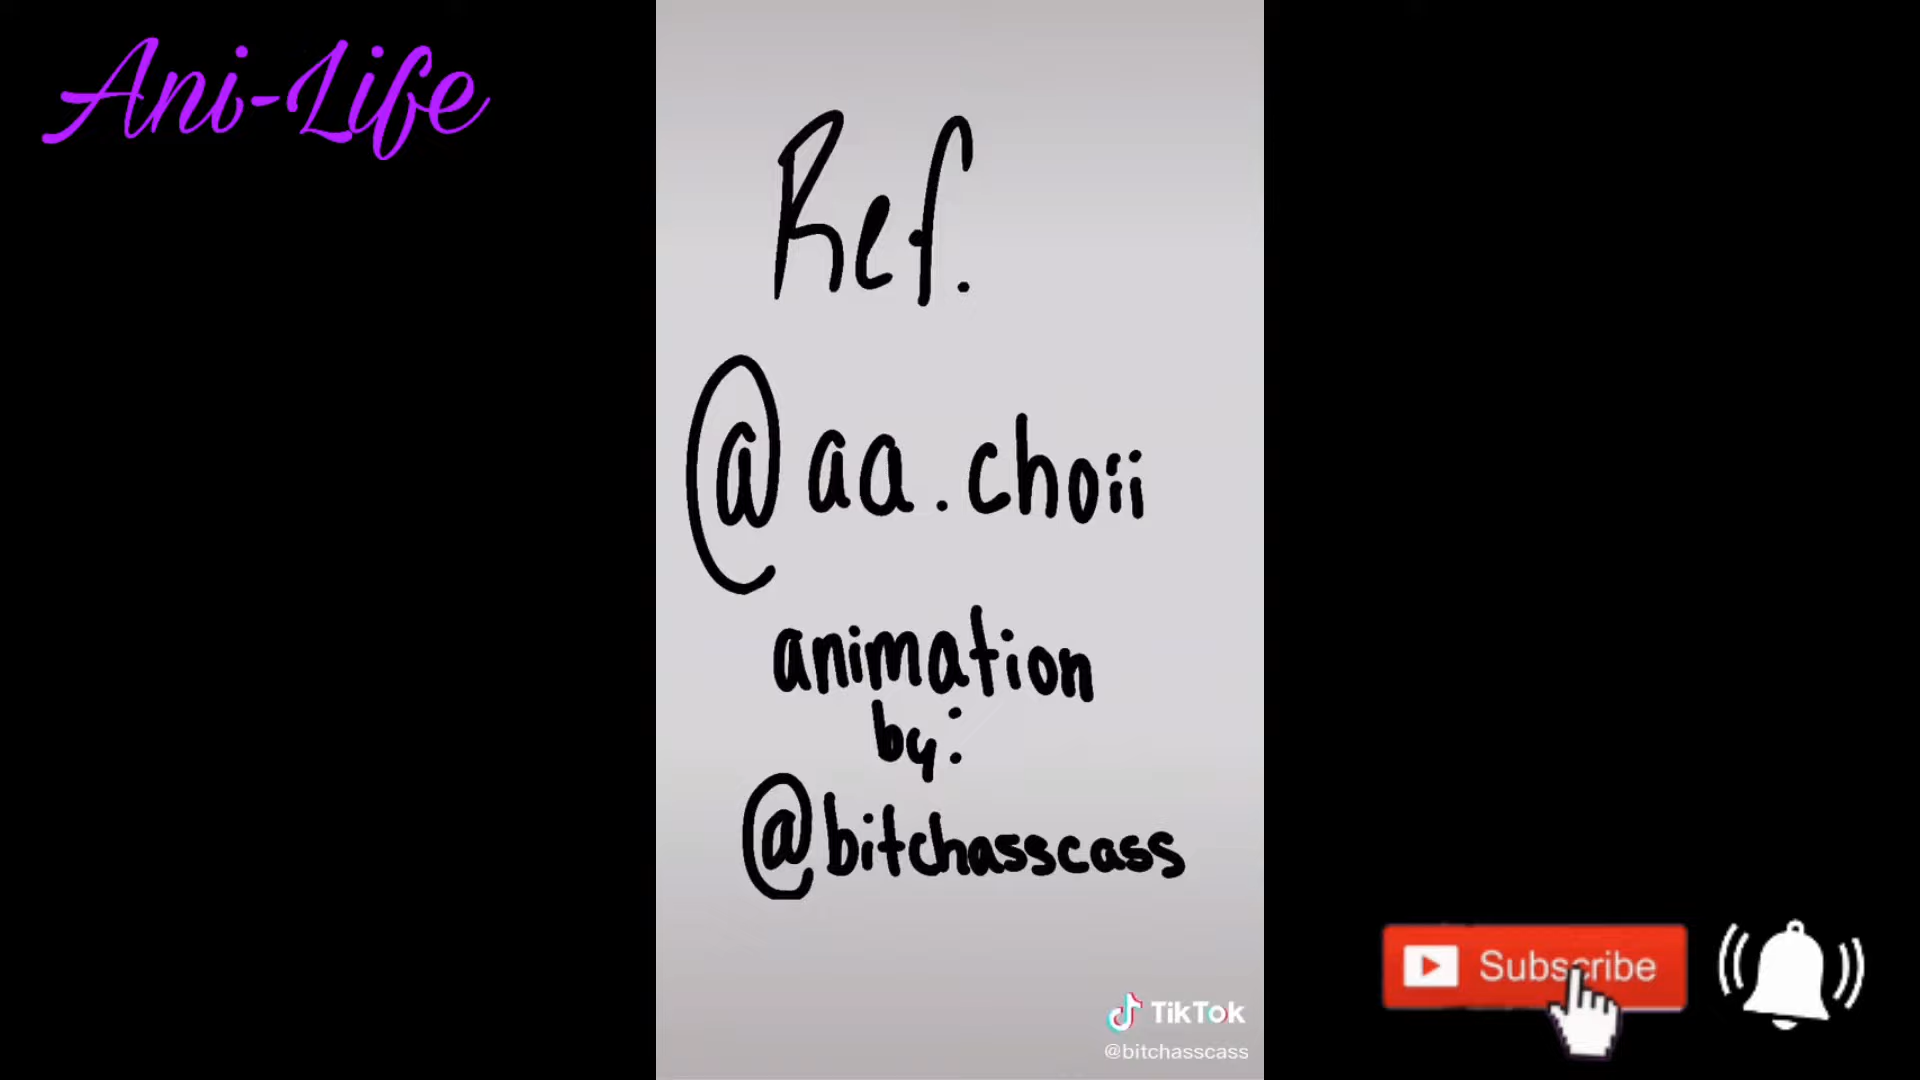 Ani-Life
Ref.
@aa.choii
animation
by:
@bitchasscass
Subscribe
TikTok
@bitchasscass